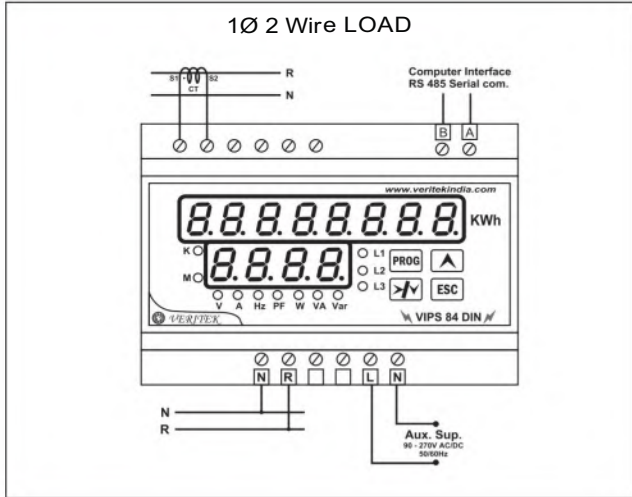 1Ø 2 Wire LOAD
S1 S2 R
CT
N
Computer Interface
RS 485 Serial com.
B A
www.veritekindia.com
8.8.8.8.8.8.8.8. KWh
K
M
8.8.8.8.
L1
L2
L3
PROG
ESC
V A Hz PF W VA Var
VERITEK
VIPS 84 DIN
N R L N
N
R
Aux. Sup.
90 - 270V AC/DC
50/60Hz